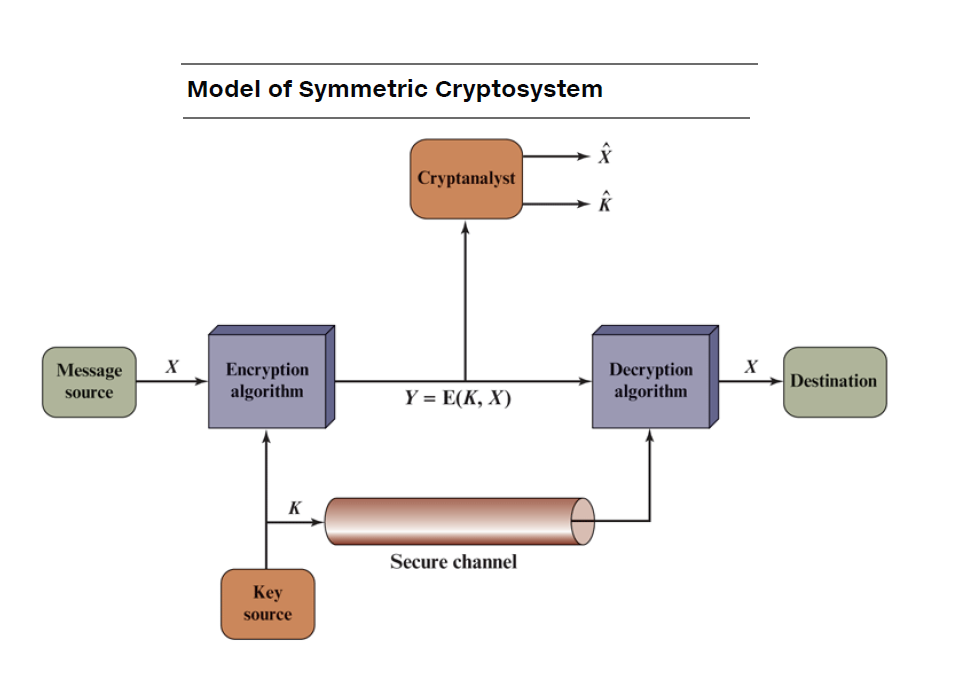 Model of Symmetric Cryptosystem
Cryptanalyst
X̂
K̂
Message
source
X
Encryption
algorithm
Y = E(K, X)
Decryption
algorithm
X
Destination
K
Secure channel
Key
source